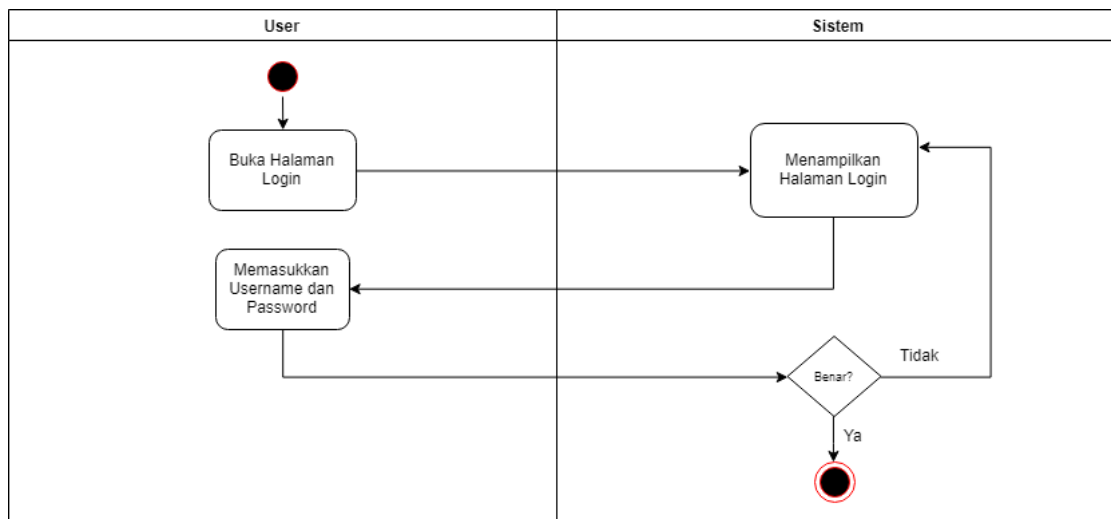 User
Sistem
Buka Halaman
Login
Menampilkan
Halaman Login
Memasukkan
Username dan
Password
Benar?
Tidak
Ya